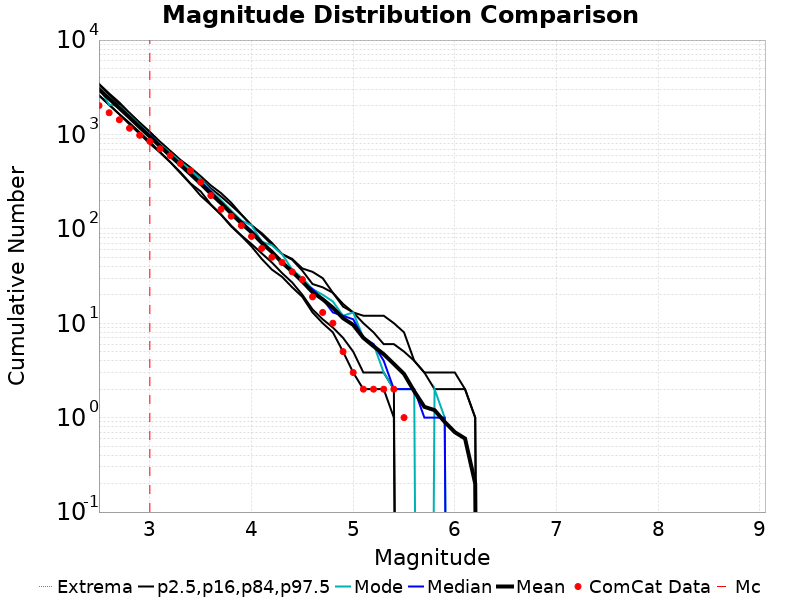 Magnitude Distribution Comparison
10^4
10^3
10^2
10^1
10^0
10^-1
Cumulative Number
3 4 5 6 7 8 9
Magnitude
Extrema p2.5,p16,p84,p97.5 Mode Median Mean ComCat Data Mc